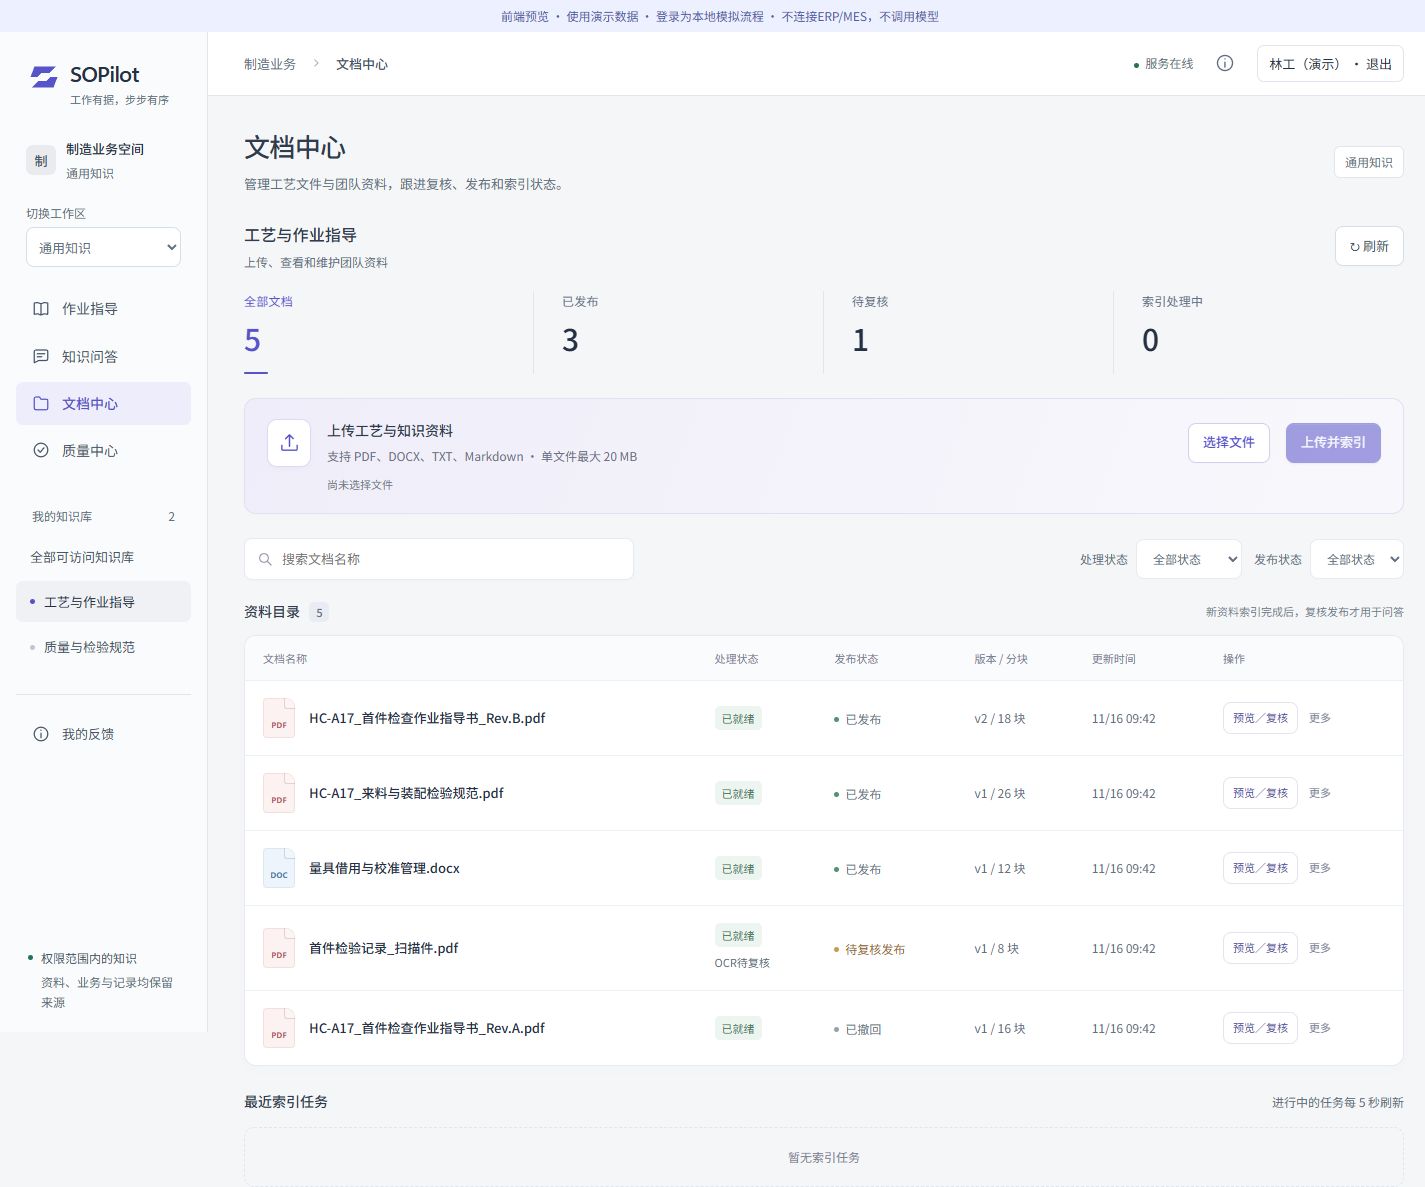 前端预览 · 使用演示数据 · 登录为本地模拟流程 · 不连接ERP/MES，不调用模型
SOPilot
工作有据，步步有序
制
制造业务空间
通用知识
切换工作区
通用知识
作业指导
知识问答
文档中心
质量中心
我的知识库 2
全部可访问知识库
工艺与作业指导
质量与检验规范
我的反馈
权限范围内的知识
资料、业务与记录均保留
来源
制造业务 > 文档中心
服务在线
林工（演示） · 退出
文档中心
管理工艺文件与团队资料，跟进复核、发布和索引状态。
通用知识
工艺与作业指导
上传、查看和维护团队资料
↻ 刷新
全部文档 已发布 待复核 索引处理中
5 3 1 0
上传工艺与知识资料
支持 PDF、DOCX、TXT、Markdown · 单文件最大 20 MB
尚未选择文件
选择文件 上传并索引
搜索文档名称
处理状态 全部状态 发布状态 全部状态
资料目录 5
新资料索引完成后，复核发布才用于问答
文档名称 处理状态 发布状态 版本 / 分块 更新时间 操作
PDF HC-A17_首件检查作业指导书_Rev.B.pdf 已就绪 已发布 v2 / 18 块 11/16 09:42 预览／复核 更多
PDF HC-A17_来料与装配检验规范.pdf 已就绪 已发布 v1 / 26 块 11/16 09:42 预览／复核 更多
DOC 量具借用与校准管理.docx 已就绪 已发布 v1 / 12 块 11/16 09:42 预览／复核 更多
PDF 首件检验记录_扫描件.pdf 已就绪 待复核发布 v1 / 8 块 11/16 09:42 预览／复核 更多
OCR待复核
PDF HC-A17_首件检查作业指导书_Rev.A.pdf 已就绪 已撤回 v1 / 16 块 11/16 09:42 预览／复核 更多
最近索引任务
进行中的任务每 5 秒刷新
暂无索引任务